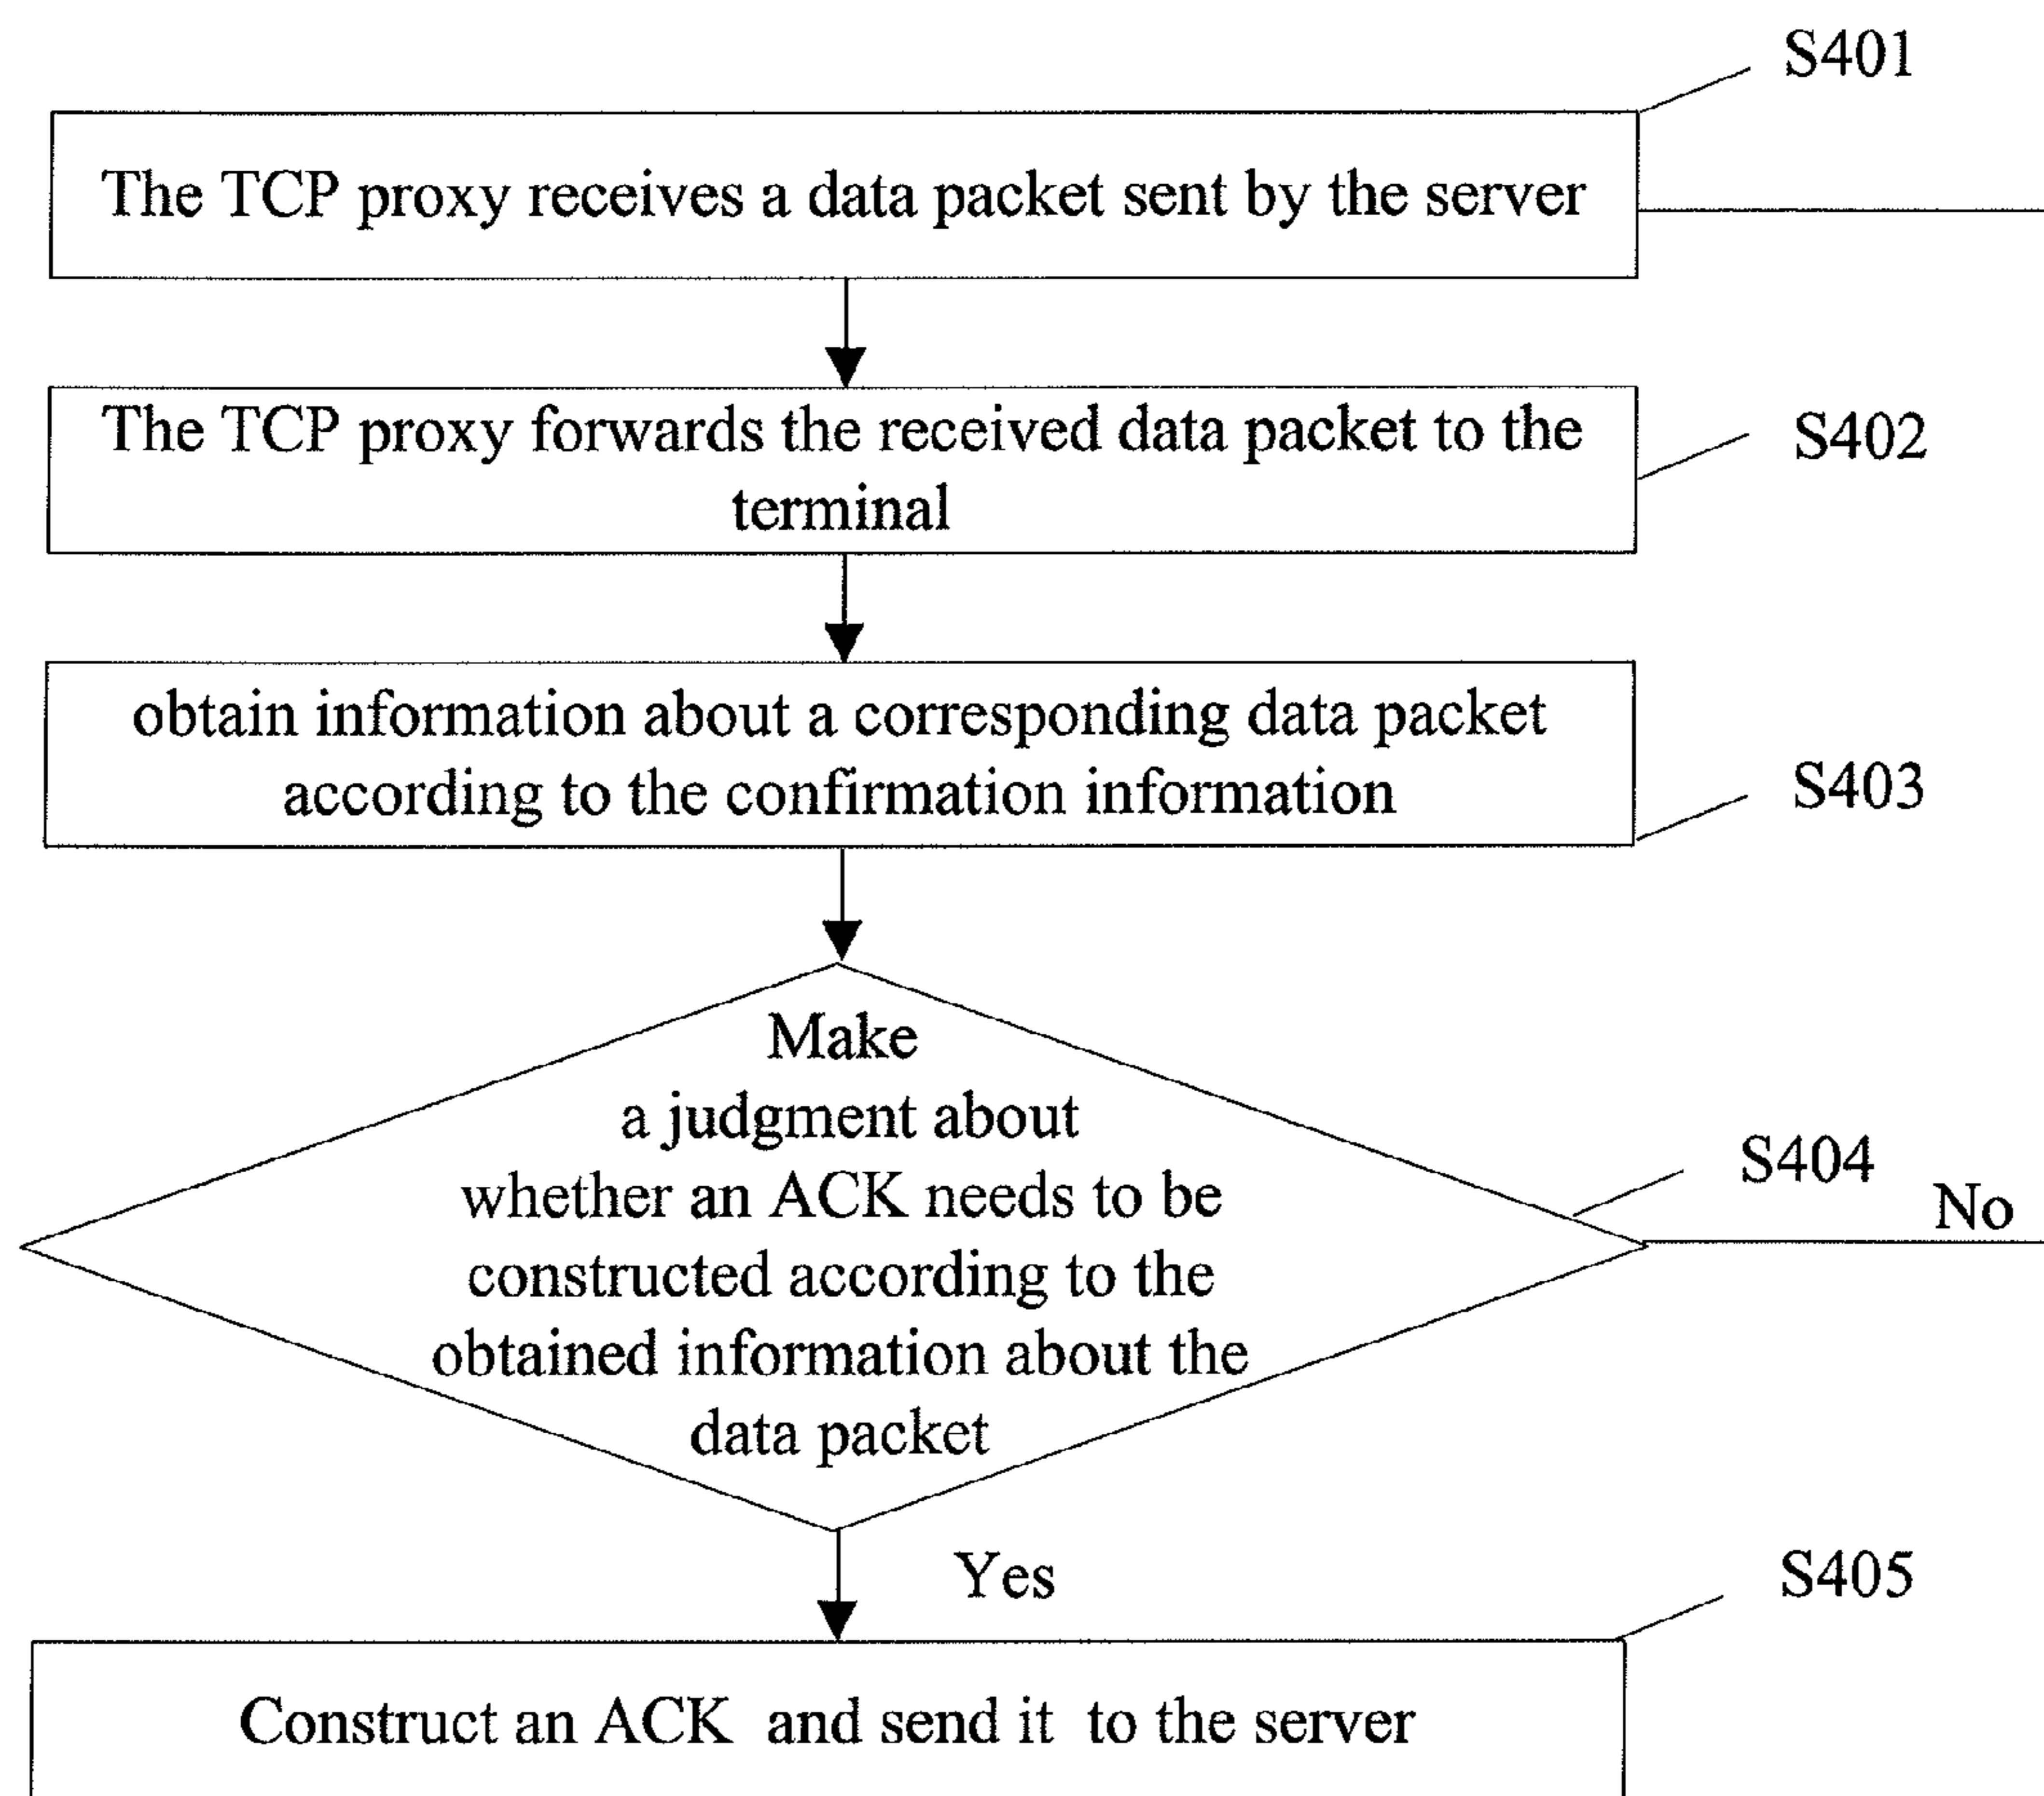 S401
The TCP proxy receives a data packet sent by the server
The TCP proxy forwards the received data packet to the
terminal
S402
obtain information about a corresponding data packet
according to the confirmation information
S403
Make
a judgment about
whether an ACK needs to be
constructed according to the
obtained information about the
data packet
S404
No
Yes
S405
Construct an ACK and send it to the server